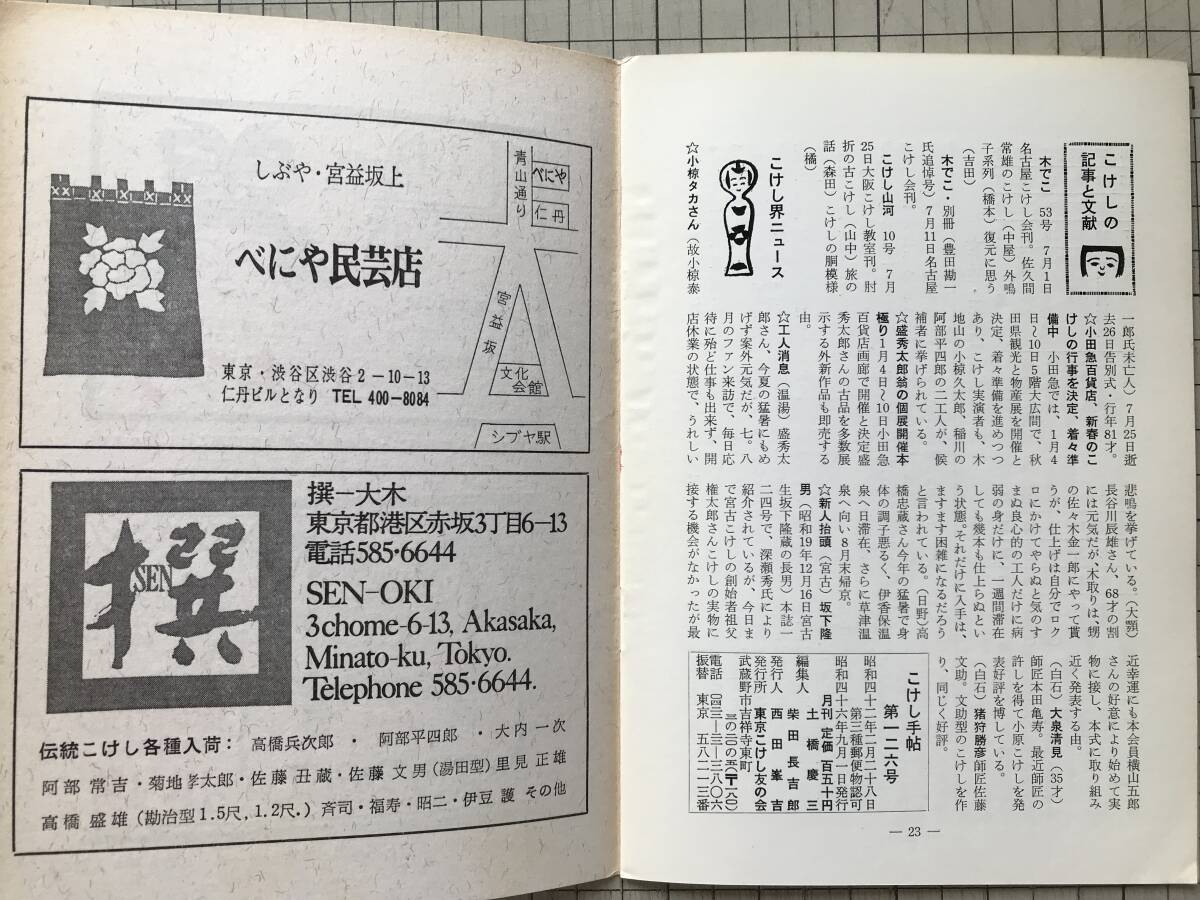 しぶや・宮益坂上
べにや民芸店
東京・渋谷区渋谷2－10－13
仁丹ビルとなり TEL 400－8084
青山通り
べにや
仁丹
宮益坂
文化
会館
シブヤ駅
撰
SEN
撰一大木
東京都港区赤坂3丁目6－13
電話585・6644
SEN－OKI
3chome-6-13, Akasaka,
Minato-ku, Tokyo.
Telephone 585・6644.
伝統こけし各種入荷：高橋兵次郎・阿部平四郎・大内一次
阿部常吉・菊地孝太郎・佐藤丑蔵・佐藤文男(湯田型)里見正雄
高橋盛雄(勘治型1.5尺，1.2尺.)斉司・福寿・昭二・伊豆護その他
こけしの
記事と文献
木でこ　53号　7月1日
名古屋こけし会刊。佐久間
常雄のこけし（中屋）外鳴
子系列（橋本）復元に思う
（吉田）
木でこ・別冊（豊田勘一
氏追悼号）7月11日名古屋
こけし会刊。
こけし山河　10号　7月
25日大阪こけし教室刊。肘
折の古こけし（山中）旅の
話（森田）こけしの胴模様
（橘）
こけし界ニュース
☆小椋タカさん（故小椋泰
一郎氏未亡人）7月25日逝
去26日告別式・行年81才。
☆小田急百貨店、新春のこ
けしの行事を決定、着々準
備中　小田急では、1月4
日～10日5階大広間で、秋
田県観光と物産展を開催と
決定、着々準備を進めつつ
あり、こけし実演者も、木
地山の小椋久太郎、稲川の
阿部平四郎の二工人が、候
補者に挙げられている。
☆盛秀太郎翁の個展開催本
極り1月4日～10日小田急
百貨店画廊で開催と決定盛
秀太郎さんの古品を多数展
示する外新作品も即売する
由。
☆工人消息（温湯）盛秀太
郎さん、今夏の猛暑にもめ
げず案外元気だが、七。八
月のファン来訪で、毎日応
待に殆ど仕事も出来ず、開
店休業の状態で、うれしい
悲鳴を挙げている。（大鰐）
長谷川辰雄さん、68才の割
には元気だが、木取りは、甥
の佐々木金一郎にやって貰
うが、仕上げは自分でロク
ロにかけてやらぬと気のす
まぬ良心的の工人だけに病
弱の身だけに、一週間滞在
しても幾本も仕上らぬとい
う状態。それだけに入手は、
ますます困難になるだろう
と言われている。（日野）高
橋忠蔵さん今年の猛暑で身
体の調子悪るく、伊香保温
泉へ日滞在、さらに草津温
泉へ向い8月末帰京。
☆新人抬頭（宮古）坂下隆
男（昭和19年12月16日宮古
生坂下隆蔵の長男）本誌一
二四号で、深瀬秀氏により
紹介されているが、今日ま
で宮古こけしの創始者祖父
権太郎さんこけしの実物に
接する機会がなかったが最
近幸運にも本会員横山五郎
さんの好意により始めて実
物に接し、本式に取り組み
近く発表する由。
（白石）大泉清見（35才）
師匠本田亀寿。最近師匠の
許しを得て小原こけしを発
表好評を博している。
（白石）猪狩勝彦師匠佐藤
文助。文助型のこけしを作
り、同じく好評。
こけし手帖
第一二六号
昭和四十二年二月二十八日
第三種郵便物認可
昭和四十六年九月一日発行
月刊　定価　百五十円
編集人　土橋慶三
柴田長吉郎
発行人　西田峯吉
発行所　東京こけし友の会
武蔵野市吉祥寺東町
振替　東京　五八二一三番
— 23 —